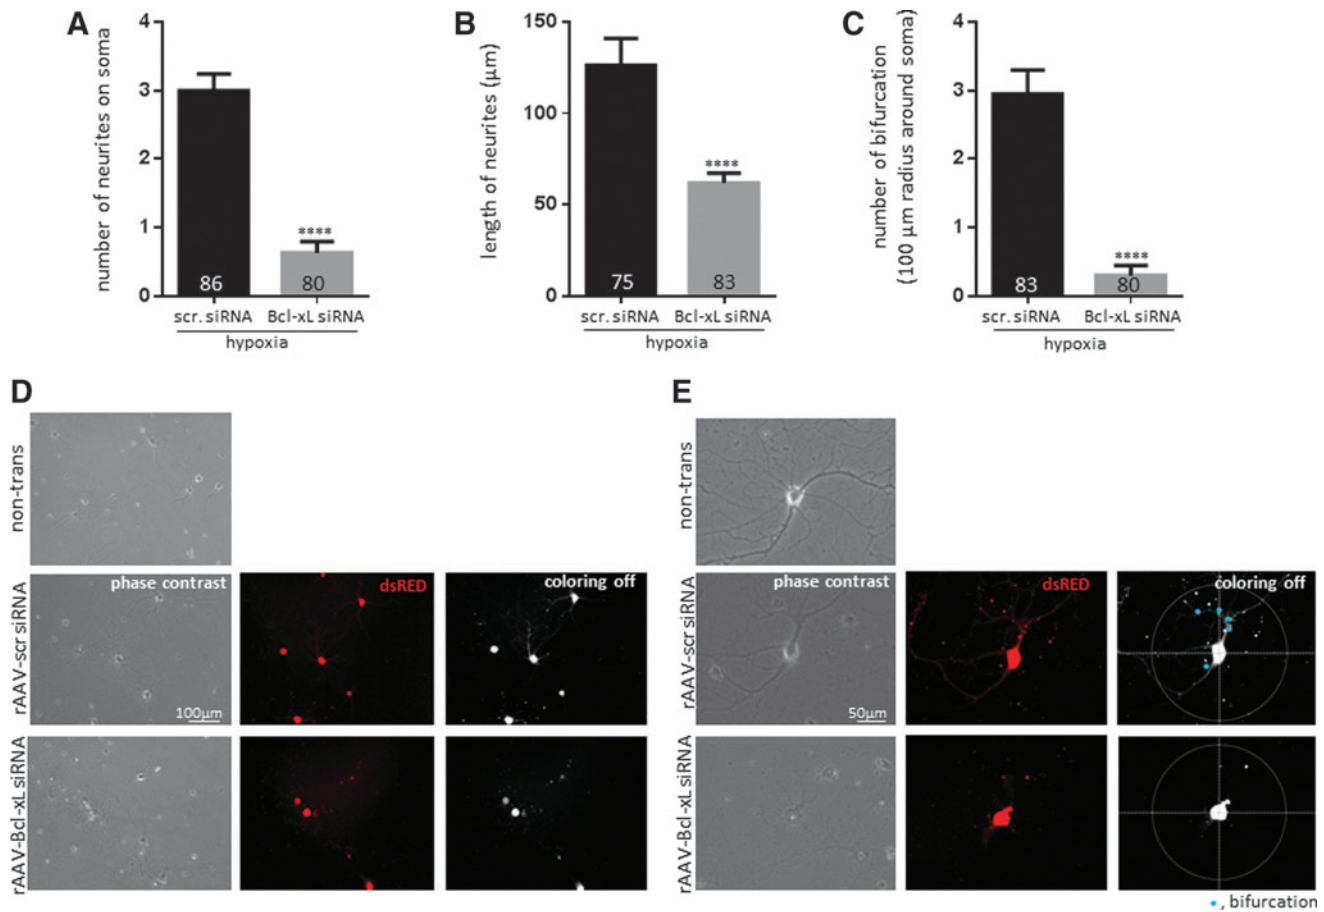 A
number of neurites on soma
4
3
2
1
0
****
86
80
scr. siRNA
Bcl-xL siRNA
hypoxia
B
length of neurites (μm)
150
100
50
0
****
75
83
scr. siRNA
Bcl-xL siRNA
hypoxia
C
number of bifurcation
(100 μm radius around soma)
4
3
2
1
0
****
83
80
scr. siRNA
Bcl-xL siRNA
hypoxia
D
non-trans
rAAV-scr siRNA
phase contrast
100μm
dsRED
coloring off
rAAV-Bcl-xL siRNA
E
non-trans
rAAV-scr siRNA
phase contrast
50μm
dsRED
coloring off
rAAV-Bcl-xL siRNA
, bifurcation